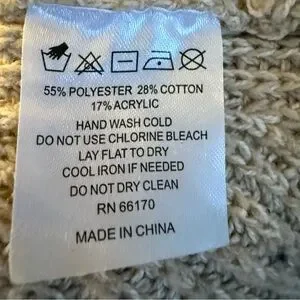 55% POLYESTER 28% COTTON
17% ACRYLIC
HAND WASH COLD
DO NOT USE CHLORINE BLEACH
LAY FLAT TO DRY
COOL IRON IF NEEDED
DO NOT DRY CLEAN
RN 66170
MADE IN CHINA